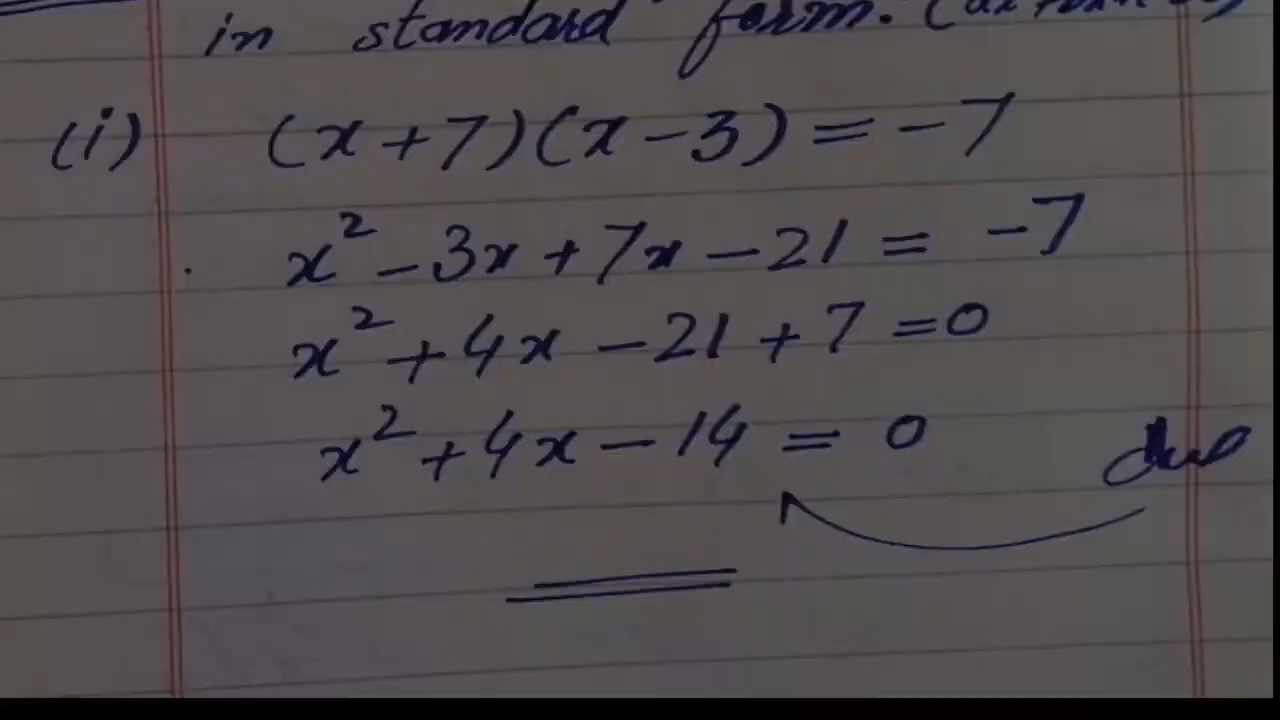 in standard form.
(i) (x+7)(x-3) = -7
x² - 3x + 7x - 21 = -7
x² + 4x - 21 + 7 = 0
x² + 4x - 14 = 0